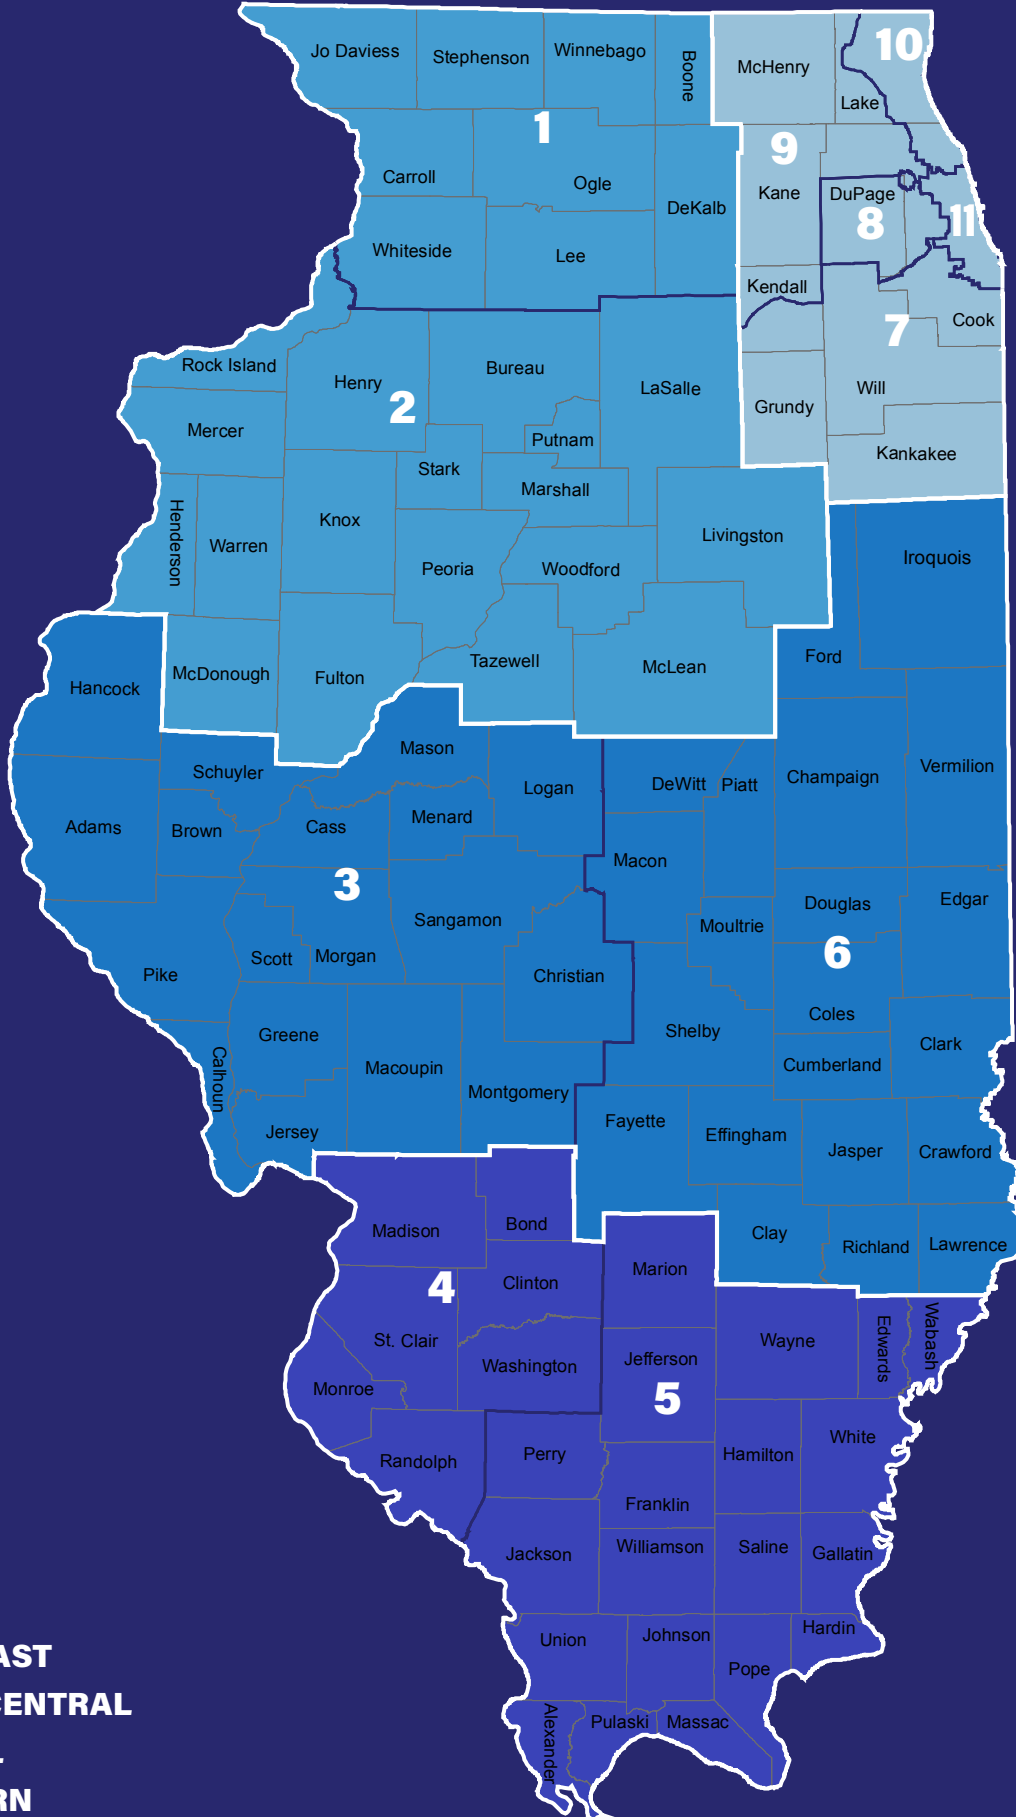 Jo Daviess
Stephenson
Winnebago
Boone
McHenry
10
Lake
1
9
Carroll
Ogle
DeKalb
Kane
DuPage
8
11
Whiteside
Lee
Kendall
7
Cook
Rock Island
Henry
2
Bureau
LaSalle
Grundy
Will
Mercer
Putnam
Kankakee
Stark
Marshall
Henderson
Warren
Knox
Peoria
Woodford
Livingston
Iroquois
McDonough
Fulton
Tazewell
McLean
Ford
Hancock
Schuyler
Mason
Logan
DeWitt
Piatt
Champaign
Vermilion
Adams
Brown
Cass
Menard
Macon
3
Sangamon
Moultrie
Douglas
Edgar
6
Pike
Scott
Morgan
Christian
Shelby
Coles
Clark
Calhoun
Greene
Macoupin
Montgomery
Cumberland
Jersey
Fayette
Effingham
Jasper
Crawford
Madison
Bond
Clay
Richland
Lawrence
4
Clinton
Marion
St. Clair
Washington
Jefferson
Wayne
Edwards
Wabash
Monroe
5
Randolph
Perry
Hamilton
White
Franklin
Jackson
Williamson
Saline
Gallatin
Union
Johnson
Pope
Hardin
Alexander
Pulaski
Massac
AST
CENTRAL
RN